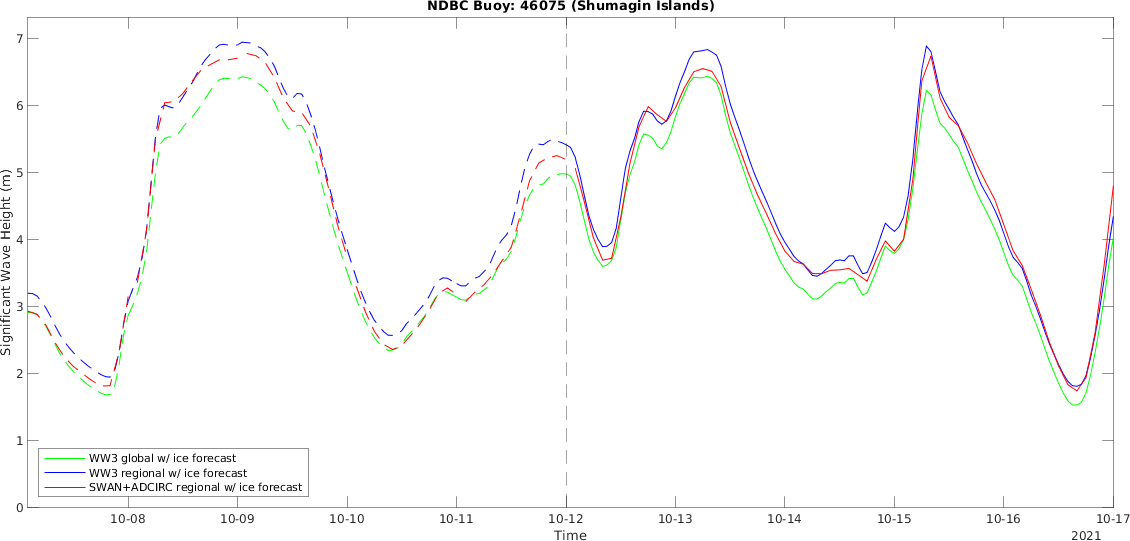 NDBC Buoy: 46075 (Shumagin Islands)
Significant Wave Height (m)
7
6
5
4
3
2
1
0
WW3 global w/ ice forecast
WW3 regional w/ ice forecast
SWAN+ADCIRC regional w/ ice forecast
10-08 10-09 10-10 10-11 10-12 10-13 10-14 10-15 10-16 10-17
Time
2021